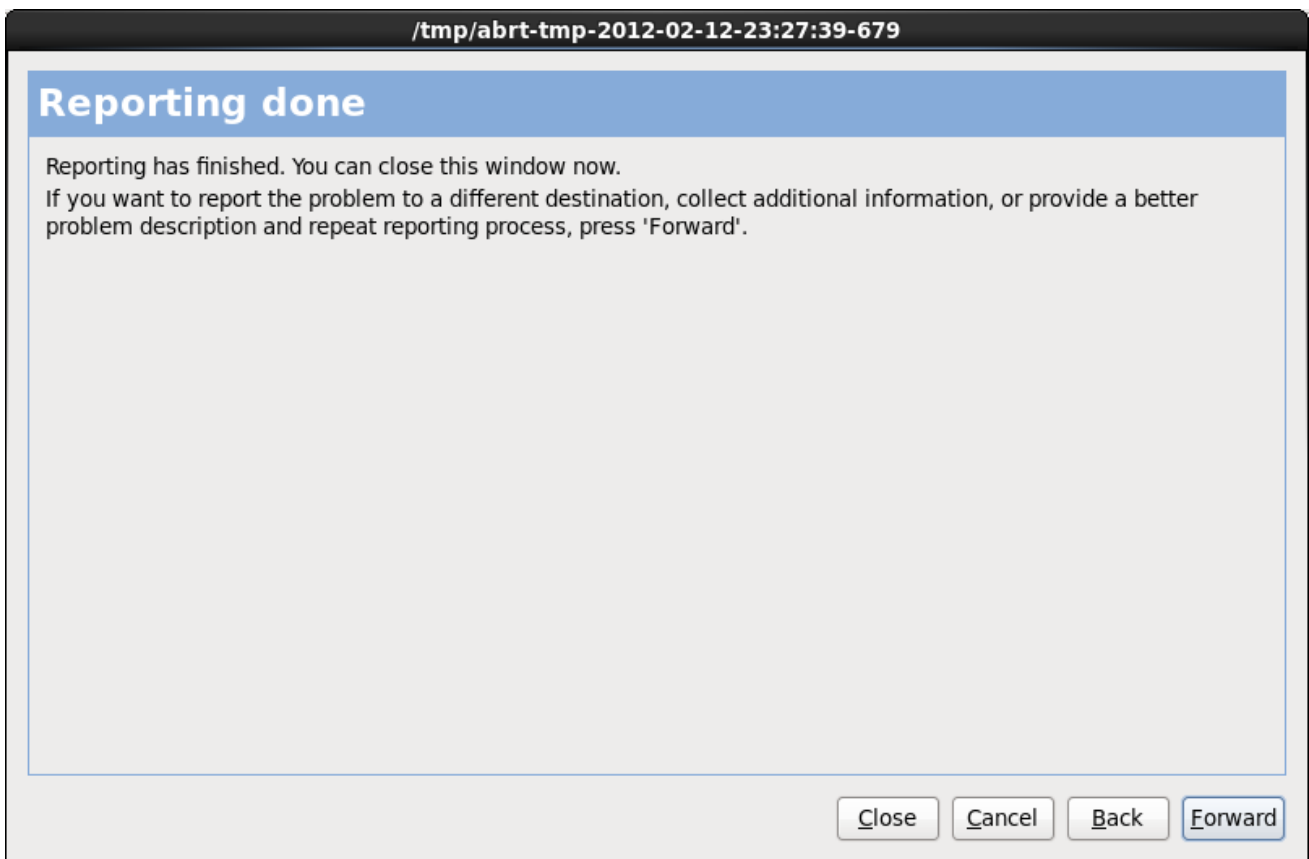 /tmp/abrt-tmp-2012-02-12-23:27:39-679
Reporting done
Reporting has finished. You can close this window now.
If you want to report the problem to a different destination, collect additional information, or provide a better
problem description and repeat reporting process, press 'Forward'.
Close Cancel Back Forward